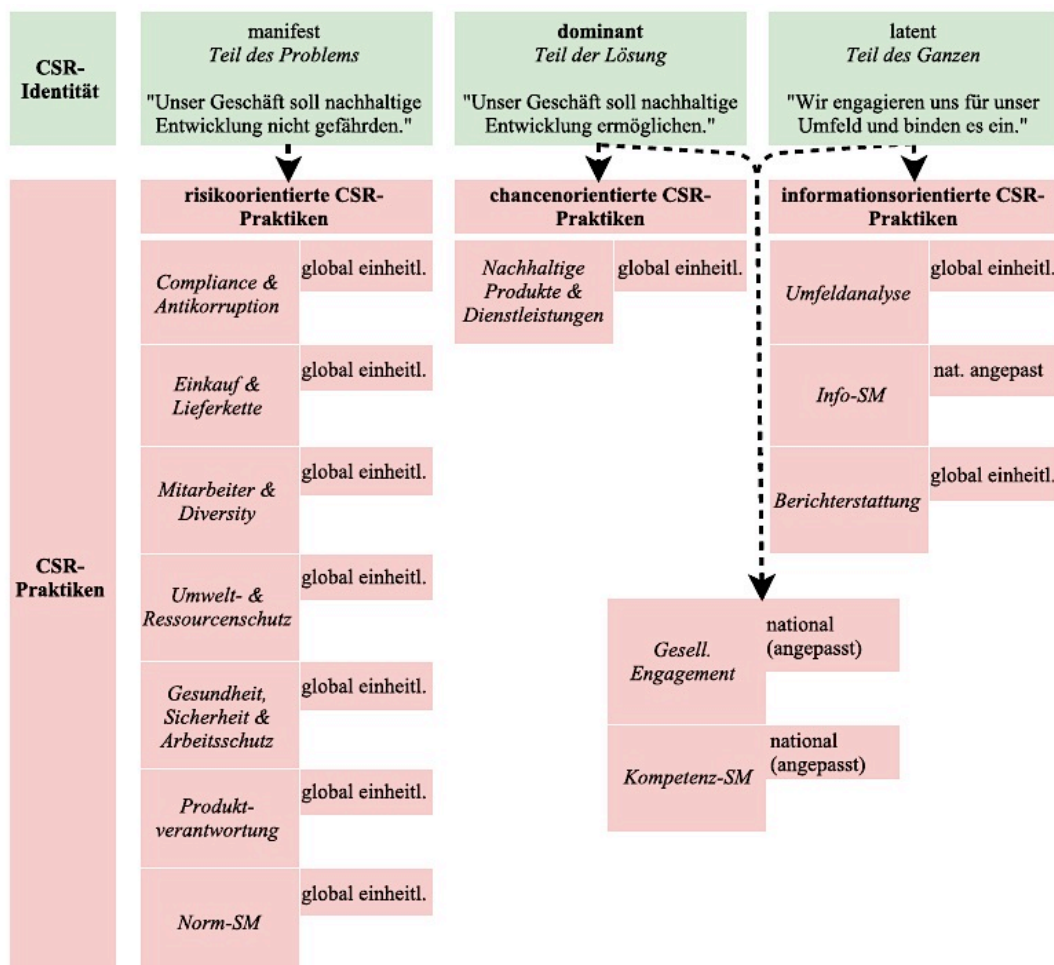 CSR-
Identität
manifest
Teil des Problems
"Unser Geschäft soll nachhaltige
Entwicklung nicht gefährden."
dominant
Teil der Lösung
"Unser Geschäft soll nachhaltige
Entwicklung ermöglichen."
latent
Teil des Ganzen
"Wir engagieren uns für unser
Umfeld und binden es ein."
CSR-
Praktiken
risikoorientierte CSR-
Praktiken
Compliance &
Antikorruption
global einheitl.
Einkauf &
Lieferkette
global einheitl.
Mitarbeiter &
Diversity
global einheitl.
Umwelt- &
Ressourcenschutz
global einheitl.
Gesundheit,
Sicherheit &
Arbeitsschutz
global einheitl.
Produkt-
verantwortung
global einheitl.
Norm-SM
global einheitl.
chancenorientierte CSR-
Praktiken
Nachhaltige
Produkte &
Dienstleistungen
global einheitl.
informationsorientierte CSR-
Praktiken
Umfeldanalyse
global einheitl.
Info-SM
nat. angepast
Berichterstattung
global einheitl.
Gesell.
Engagement
national
(angepasst)
Kompetenz-SM
national
(angepasst)